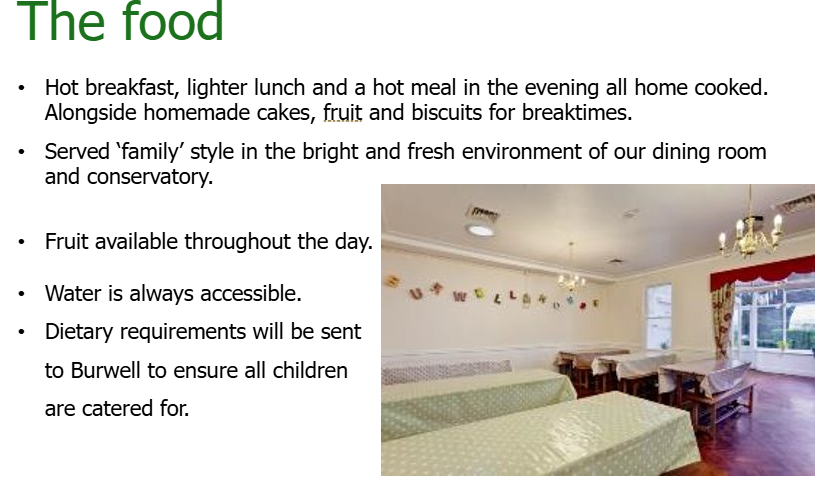 The food
• Hot breakfast, lighter lunch and a hot meal in the evening all home cooked.
Alongside homemade cakes, fruit and biscuits for breaktimes.
• Served ‘family’ style in the bright and fresh environment of our dining room
and conservatory.
• Fruit available throughout the day.
• Water is always accessible.
• Dietary requirements will be sent
to Burwell to ensure all children
are catered for.